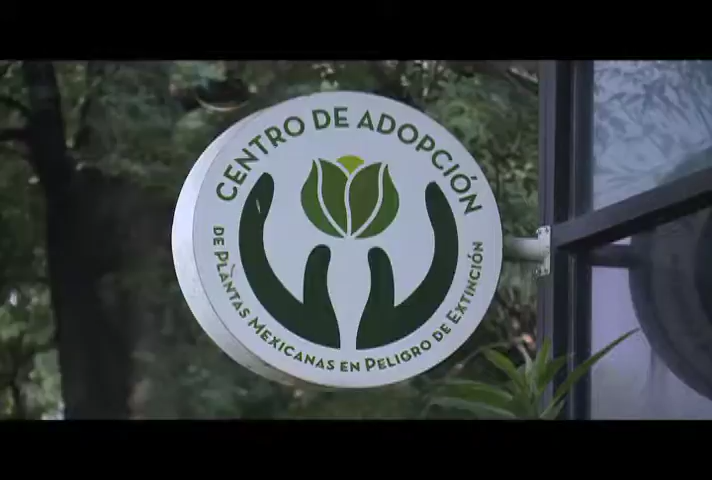 CENTRO DE ADOPCIÓN
DE PLANTAS MEXICANAS EN PELIGRO DE EXTINCIÓN